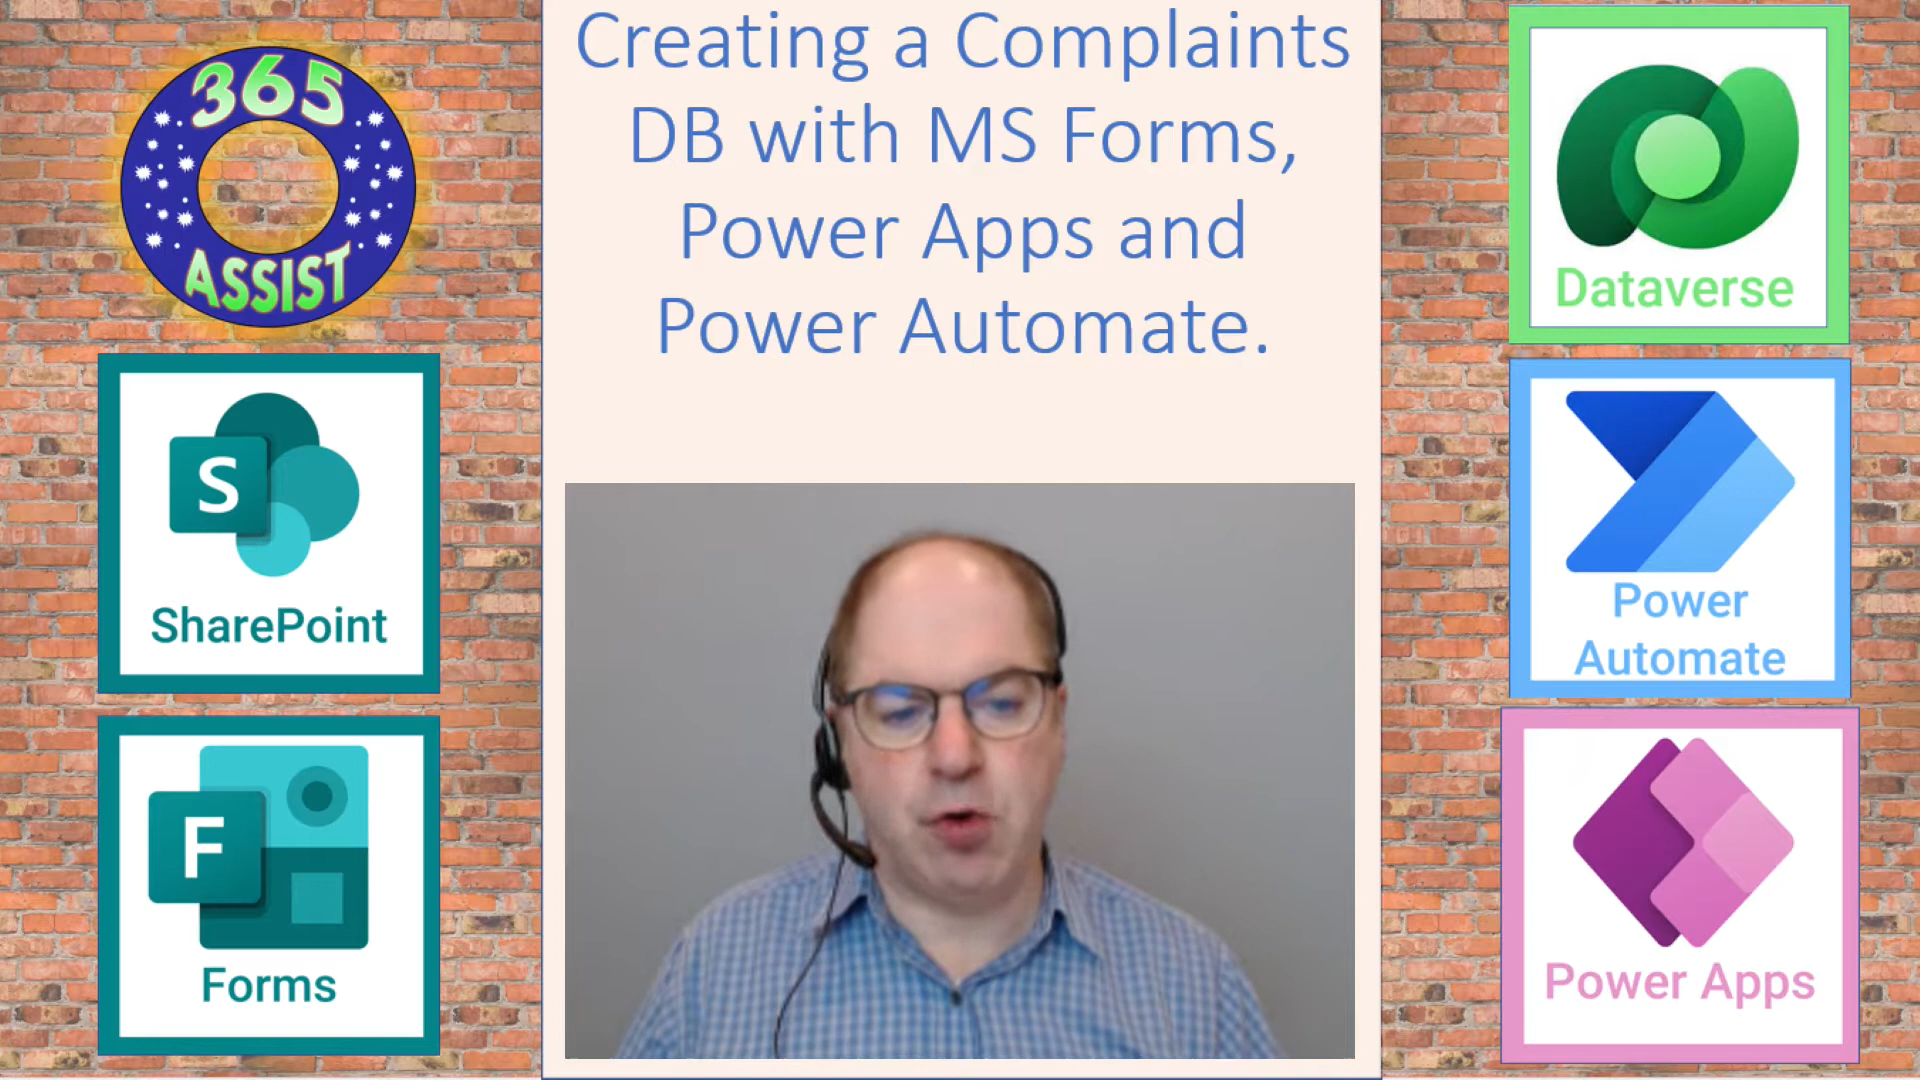 365
ASSIST
Creating a Complaints
DB with MS Forms,
Power Apps and
Power Automate.
S
SharePoint
F
Forms
Dataverse
Power
Automate
Power Apps